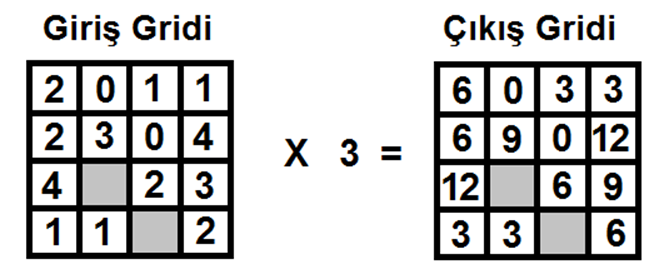 Giriş Gridi Çıkış Gridi
2 0 1 1 6 0 3 3
2 3 0 4 6 9 0 12
X 3 =
4 2 3 12 6 9
1 1 2 3 3 6